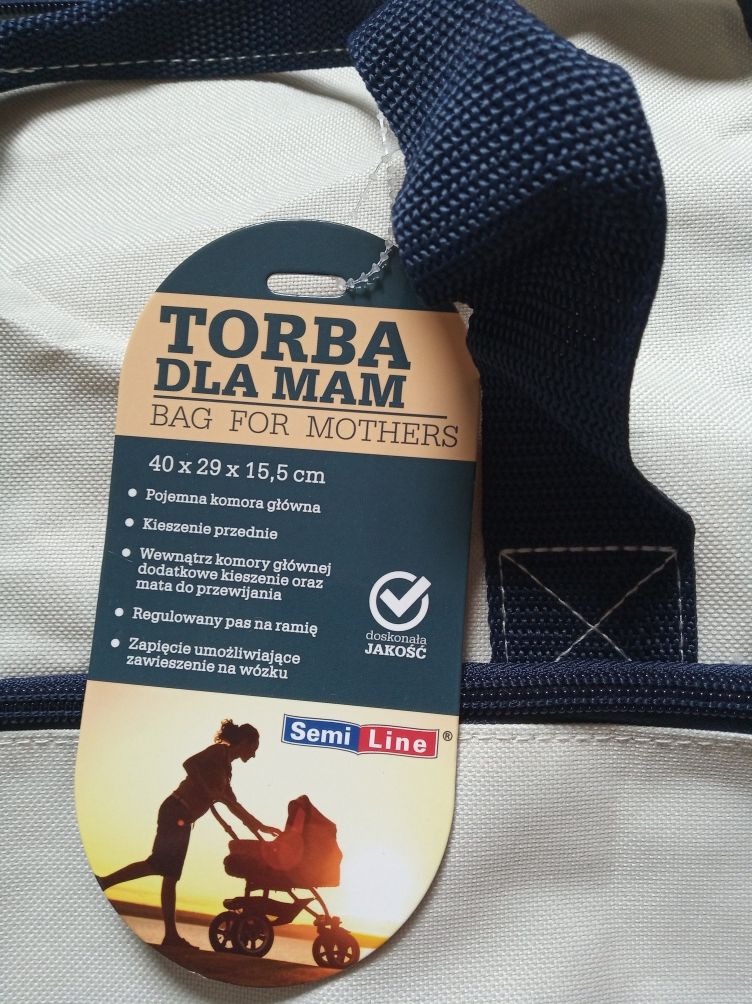 TORBA
DLA MAM
BAG FOR MOTHERS
40 x 29 x 15,5 cm
• Pojemna komora główna
• Kieszenie przednie
• Wewnątrz komory głównej
dodatkowe kieszenie oraz
mata do przewijania
• Regulowany pas na ramię
• Zapięcie umożliwiające
zawieszenie na wózku
doskonała
JAKOŚĆ
Semi Line ®